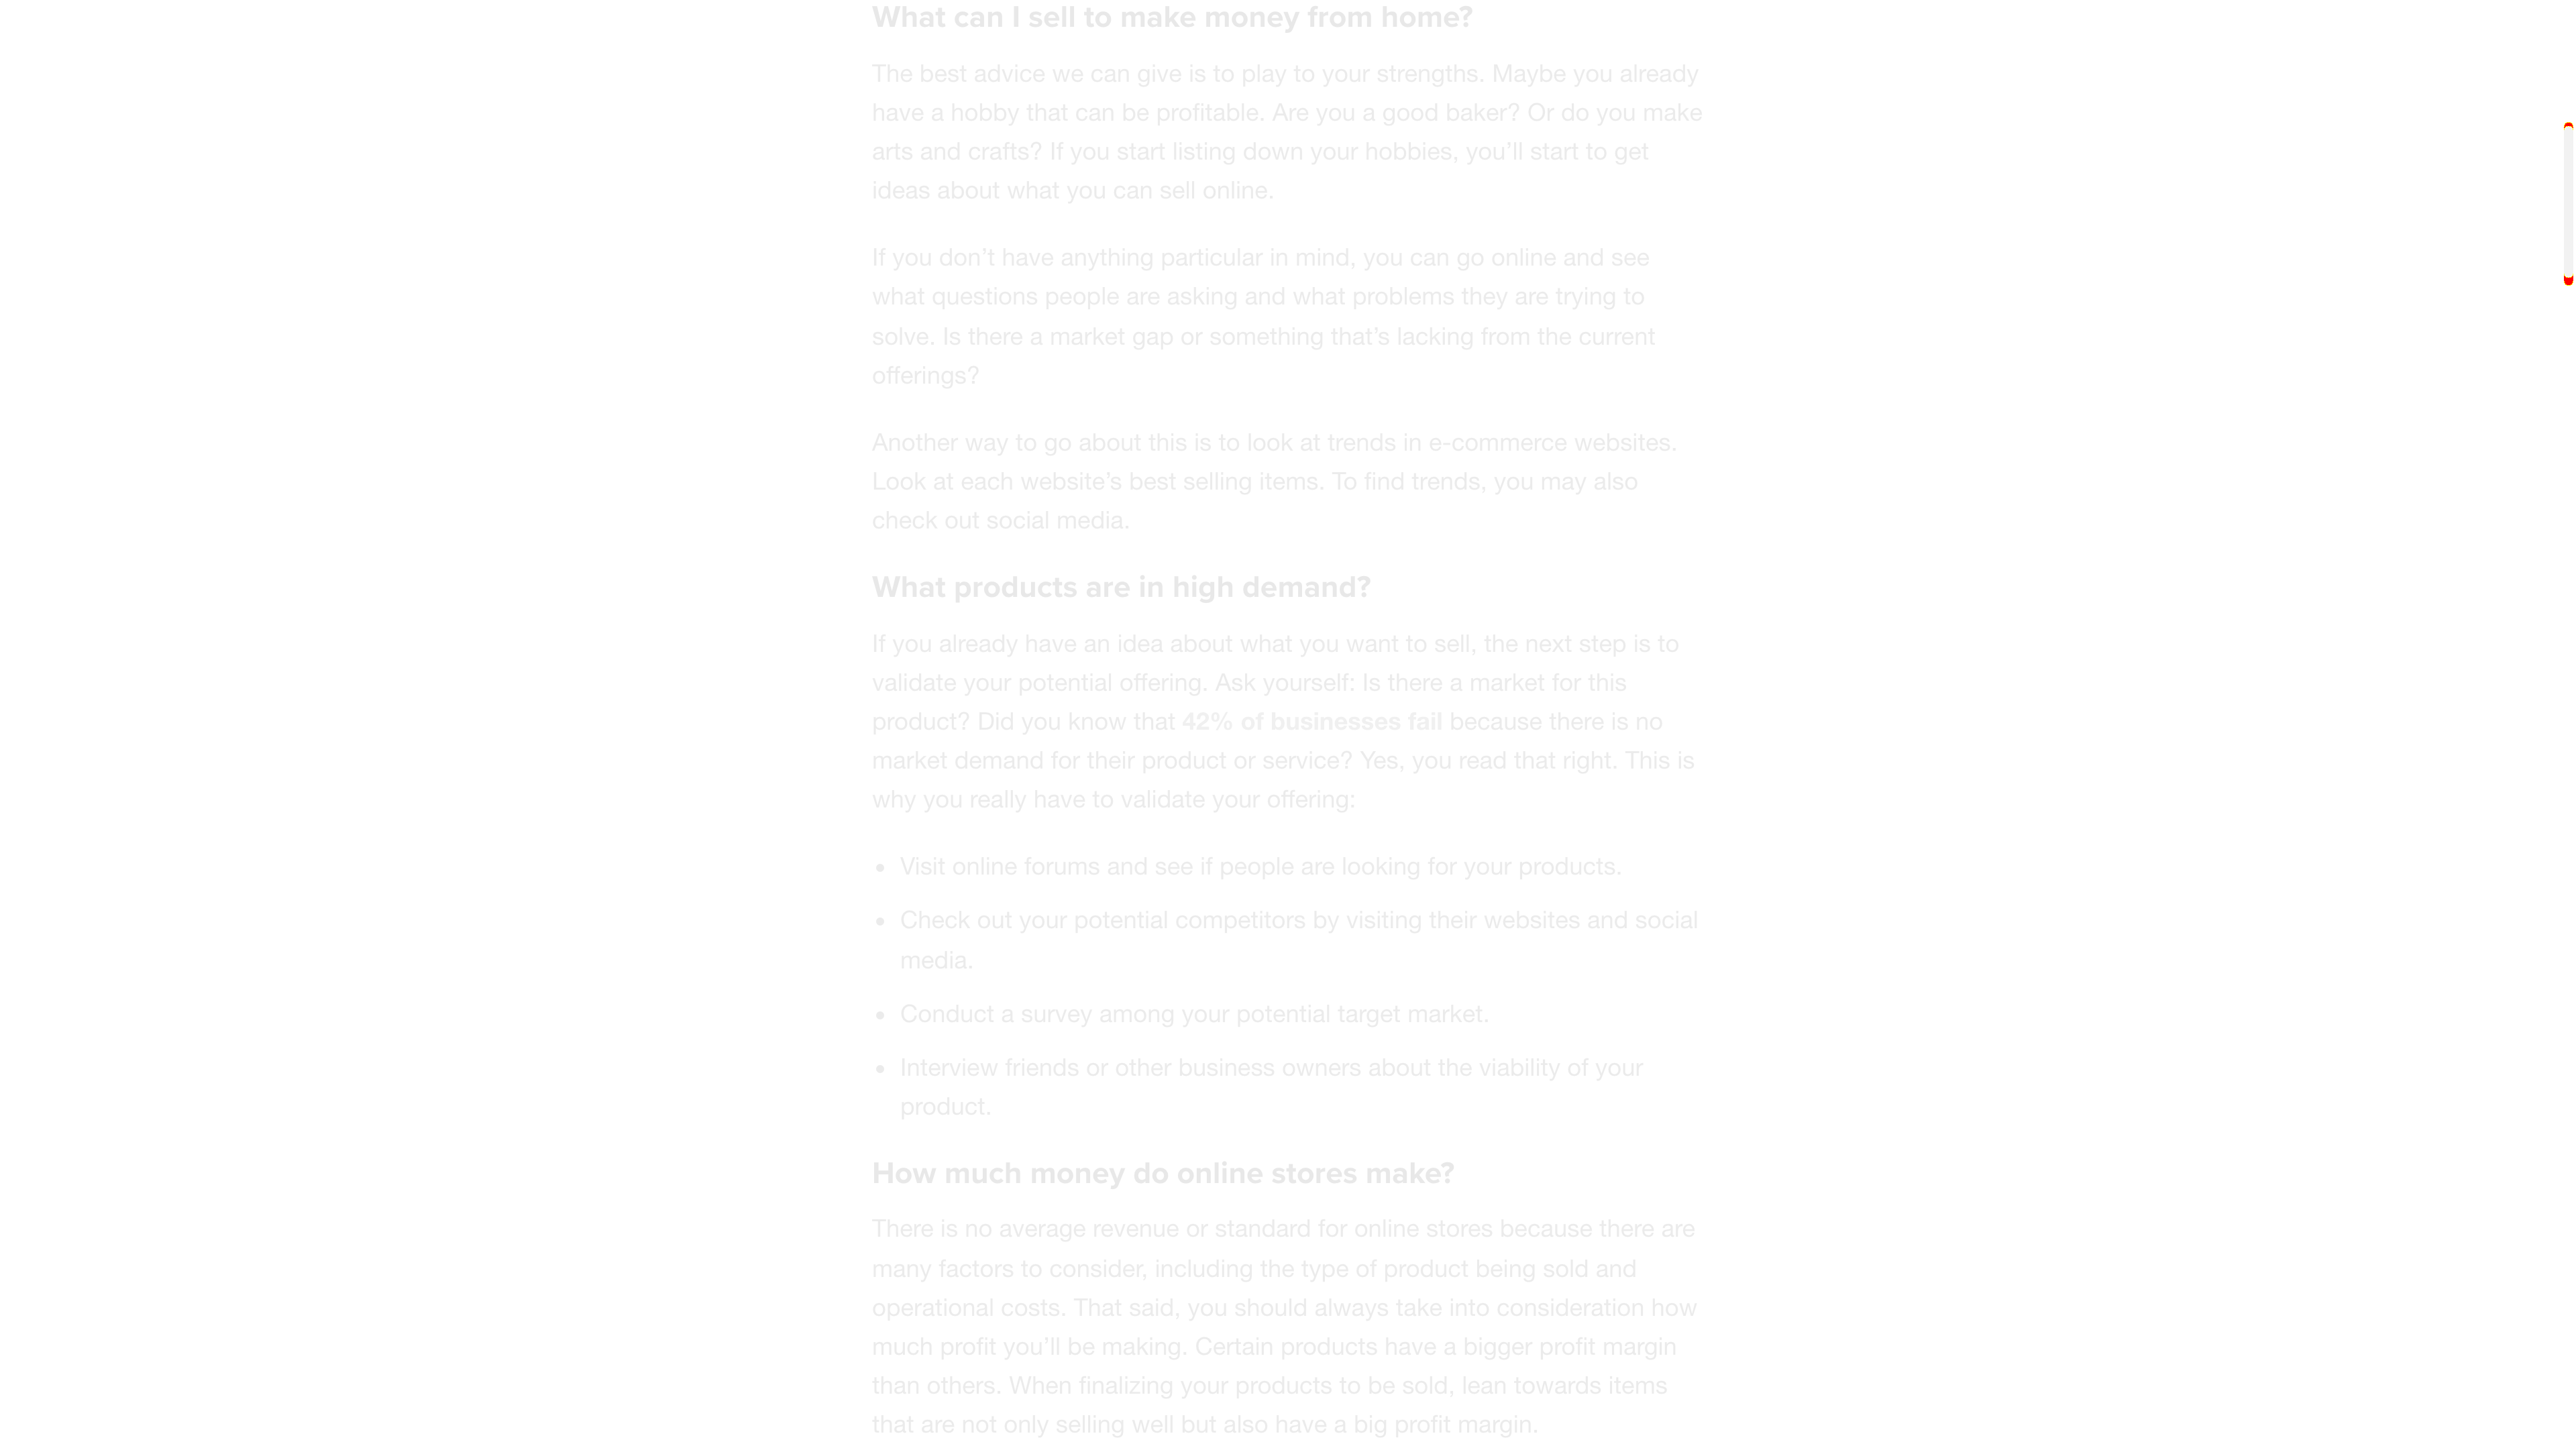 What can I sell to make money from home?
The best advice we can give is to play to your strengths. Maybe you already
have a hobby that can be profitable. Are you a good baker? Or do you make
arts and crafts? If you start listing down your hobbies, you’ll start to get
ideas about what you can sell online.
If you don’t have anything particular in mind, you can go online and see
what questions people are asking and what problems they are trying to
solve. Is there a market gap or something that’s lacking from the current
offerings?
Another way to go about this is to look at trends in e-commerce websites.
Look at each website’s best selling items. To find trends, you may also
check out social media.
What products are in high demand?
If you already have an idea about what you want to sell, the next step is to
validate your potential offering. Ask yourself: Is there a market for this
product? Did you know that 42% of businesses fail because there is no
market demand for their product or service? Yes, you read that right. This is
why you really have to validate your offering:
• Visit online forums and see if people are looking for your products.
• Check out your potential competitors by visiting their websites and social
media.
• Conduct a survey among your potential target market.
• Interview friends or other business owners about the viability of your
product.
How much money do online stores make?
There is no average revenue or standard for online stores because there are
many factors to consider, including the type of product being sold and
operational costs. That said, you should always take into consideration how
much profit you’ll be making. Certain products have a bigger profit margin
than others. When finalizing your products to be sold, lean towards items
that are not only selling well but also have a big profit margin.